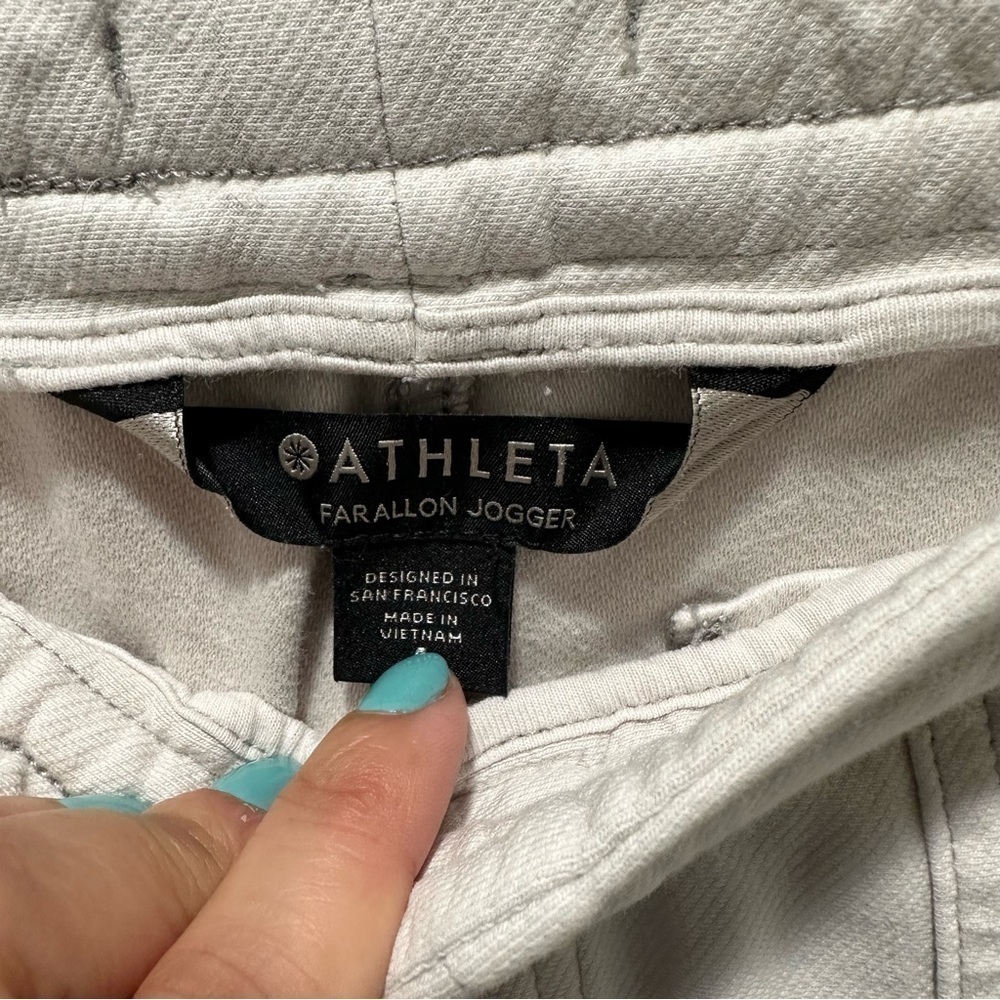 ATHLETA
FARALLON JOGGER
DESIGNED IN
SAN FRANCISCO
MADE IN
VIETNAM